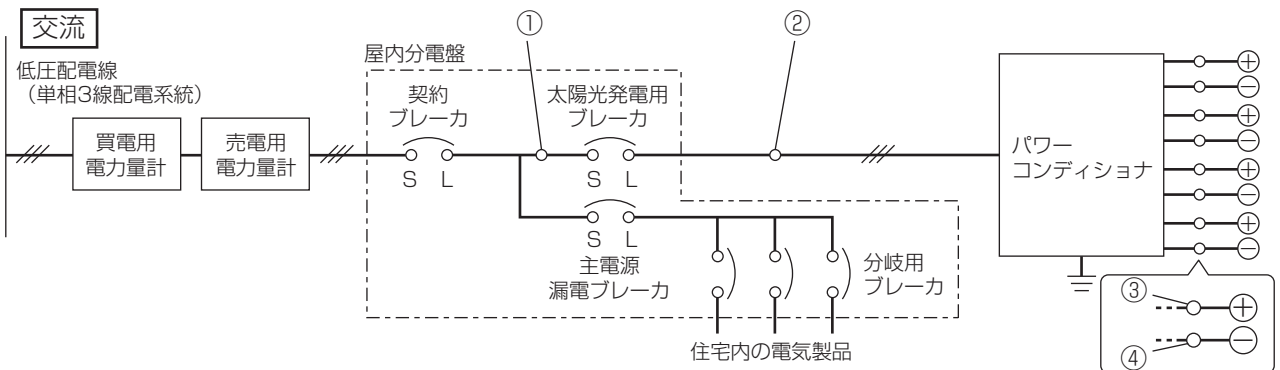 交流
低圧配電線
（単相3線配電系統）
買電用
電力量計
売電用
電力量計
屋内分電盤
契約
ブレーカ
S L
①
太陽光発電用
ブレーカ
S L
②
S L
主電源
漏電ブレーカ
分岐用
ブレーカ
住宅内の電気製品
パワー
コンディショナ
+
−
+
−
+
−
+
−
③
+
④
−